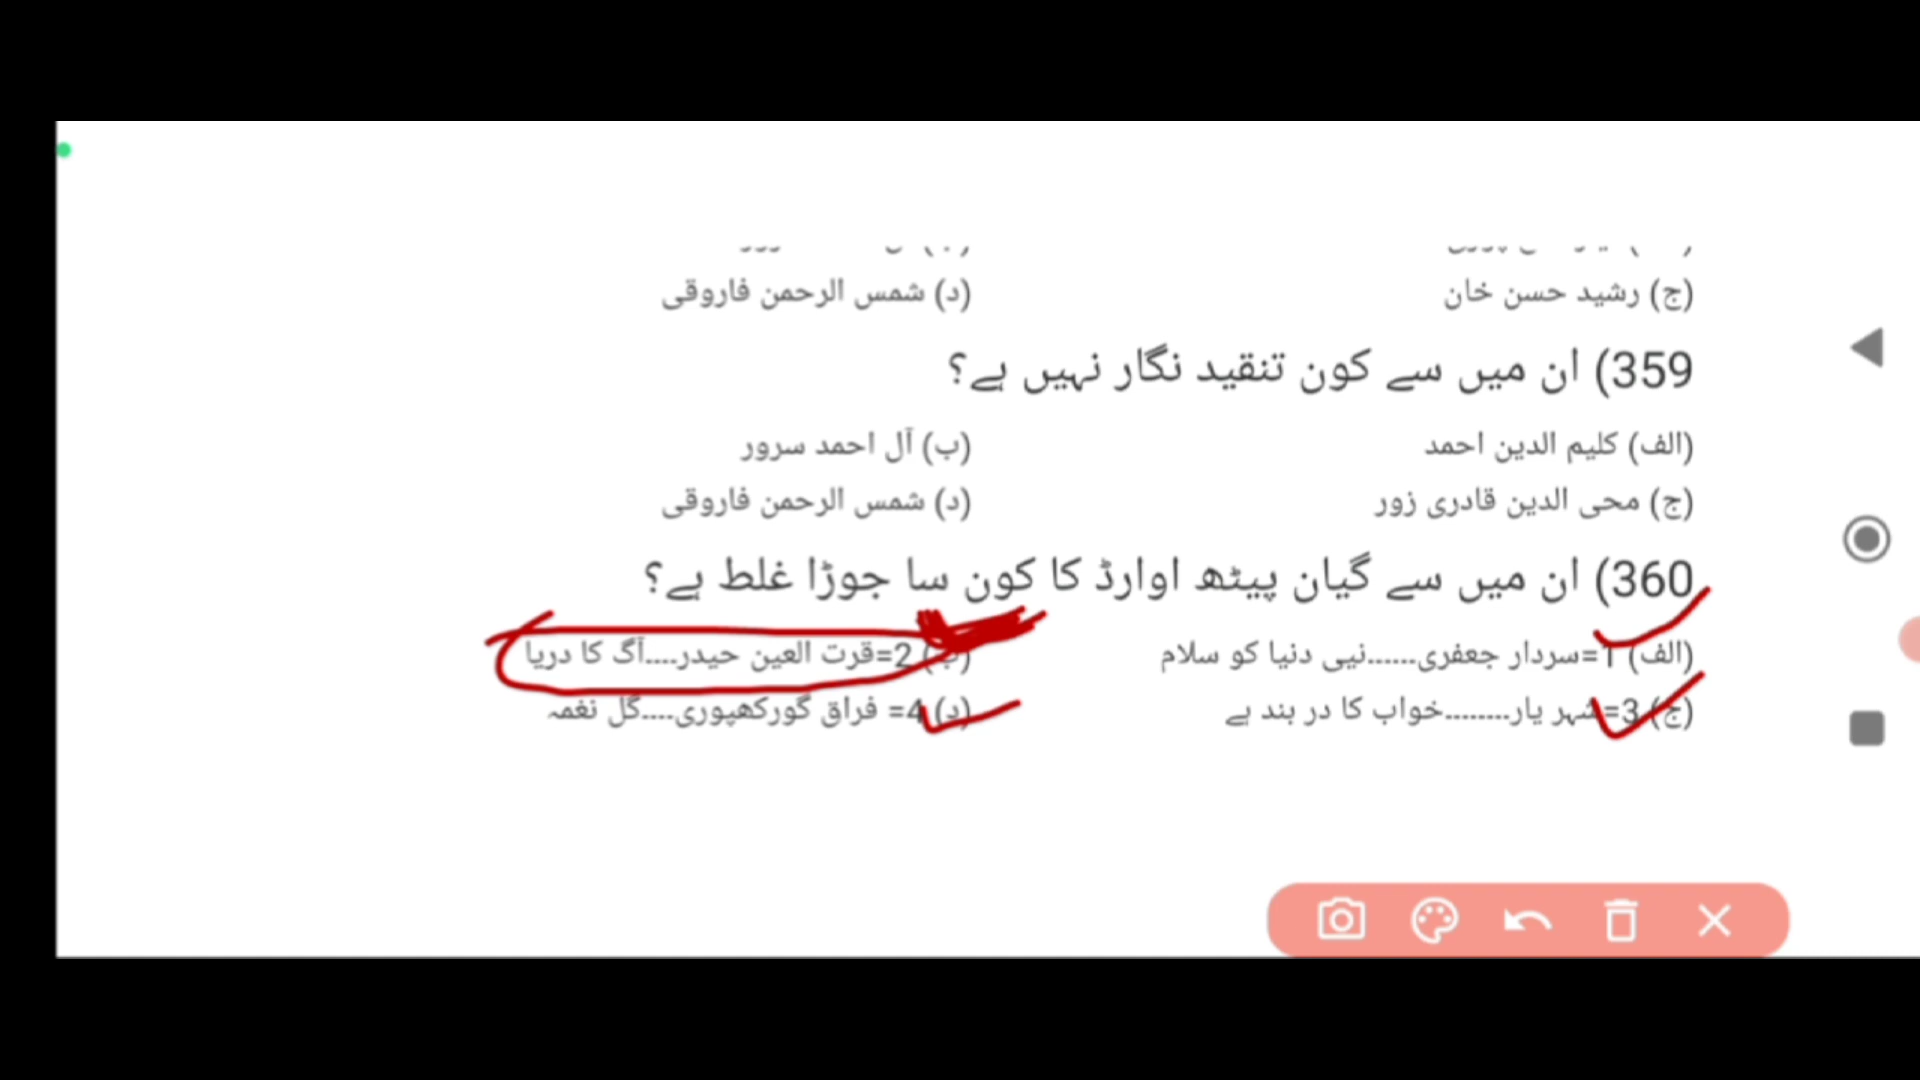 (ج) رشید حسن خان (د) شمس الرحمن فاروقی
359) ان میں سے کون تنقید نگار نہیں ہے؟
(الف) کلیم الدین احمد (ب) آل احمد سرور
(ج) محی الدین قادری زور (د) شمس الرحمن فاروقی
360) ان میں سے گیان پیٹھ اوارڈ کا کون سا جوڑا غلط ہے؟
(الف) 1=سردار جعفری......نیی دنیا کو سلام (ب) 2=قرت العین حیدر....آگ کا دریا
(ج) 3=شہر یار........خواب کا در بند ہے (د) 4= فراق گورکھپوری....گل نغمہ